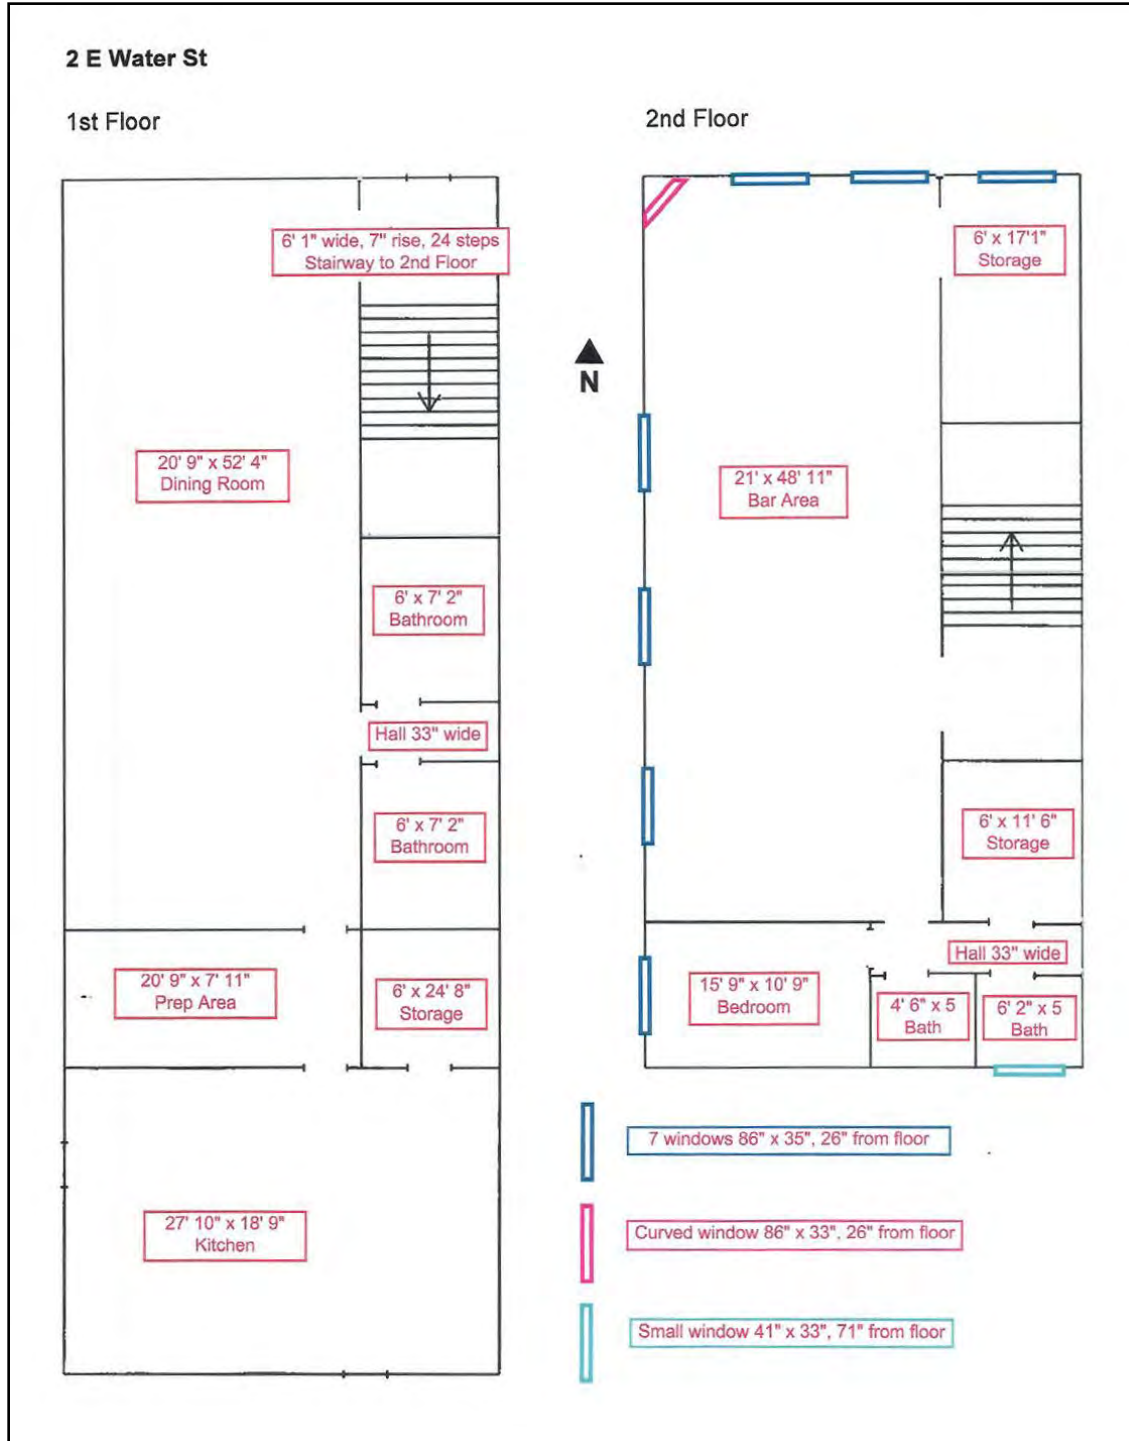 2 E Water St
1st Floor
6' 1" wide, 7" rise, 24 steps
Stairway to 2nd Floor
20' 9" x 52' 4"
Dining Room
6' x 7' 2"
Bathroom
Hall 33" wide
6' x 7' 2"
Bathroom
20' 9" x 7' 11"
Prep Area
6' x 24' 8"
Storage
27' 10" x 18' 9"
Kitchen
N
2nd Floor
6' x 17'1"
Storage
21' x 48' 11"
Bar Area
6' x 11' 6"
Storage
Hall 33" wide
15' 9" x 10' 9"
Bedroom
4' 6" x 5
Bath
6' 2" x 5
Bath
7 windows 86" x 35", 26" from floor
Curved window 86" x 33", 26" from floor
Small window 41" x 33", 71" from floor